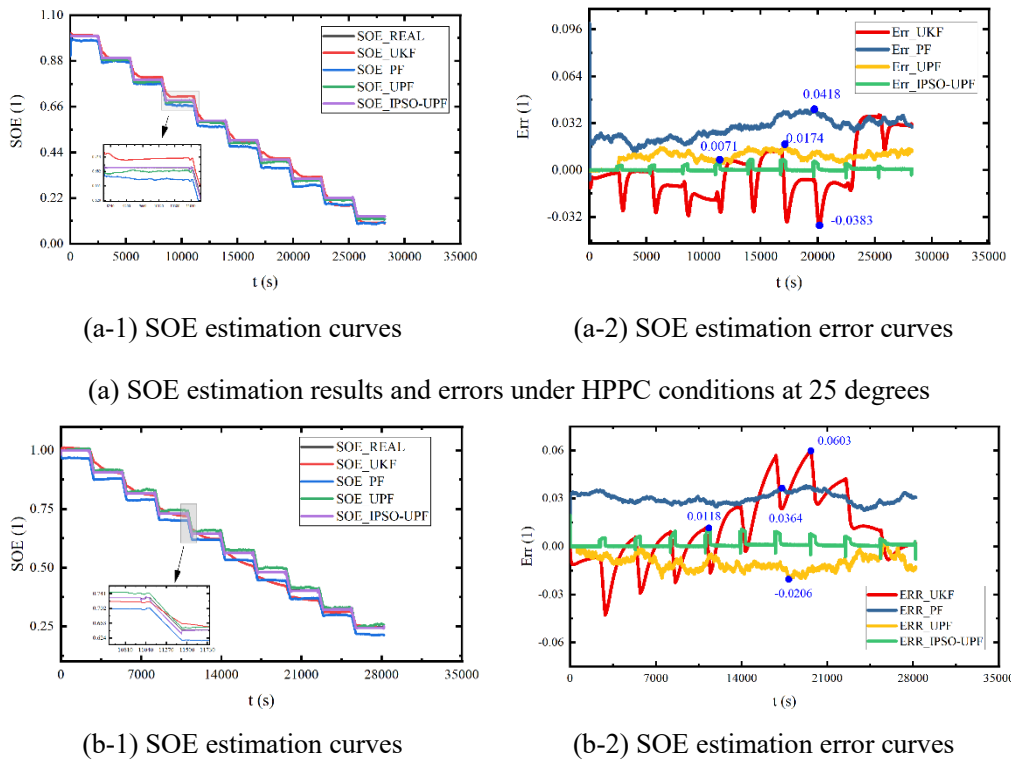 1.10
0.88
0.66
0.44
0.22
0.00
SOE (1)
SOE_REAL
SOE_UKF
SOE_PF
SOE_UPF
SOE_IPSO-UPF
0 5000 10000 15000 20000 25000 30000 35000
t (s)
0.096
0.064
0.032
0.000
-0.032
Err (1)
Err_UKF
Err_PF
Err_UPF
Err_IPSO-UPF
0.0418
0.0174
0.0071
-0.0383
0 5000 10000 15000 20000 25000 30000 35000
t (s)
(a-1) SOE estimation curves
(a-2) SOE estimation error curves
(a) SOE estimation results and errors under HPPC conditions at 25 degrees
1.00
0.75
0.50
0.25
SOE (1)
SOE_REAL
SOE_UKF
SOE_PF
SOE_UPF
SOE_IPSO-UPF
0 7000 14000 21000 28000 35000
t (s)
0.06
0.03
0.00
-0.03
-0.06
Err (1)
0.0603
0.0364
0.0118
-0.0206
ERR_UKF
ERR_PF
ERR_UPF
ERR_IPSO-UPF
0 7000 14000 21000 28000 35000
t (s)
(b-1) SOE estimation curves
(b-2) SOE estimation error curves